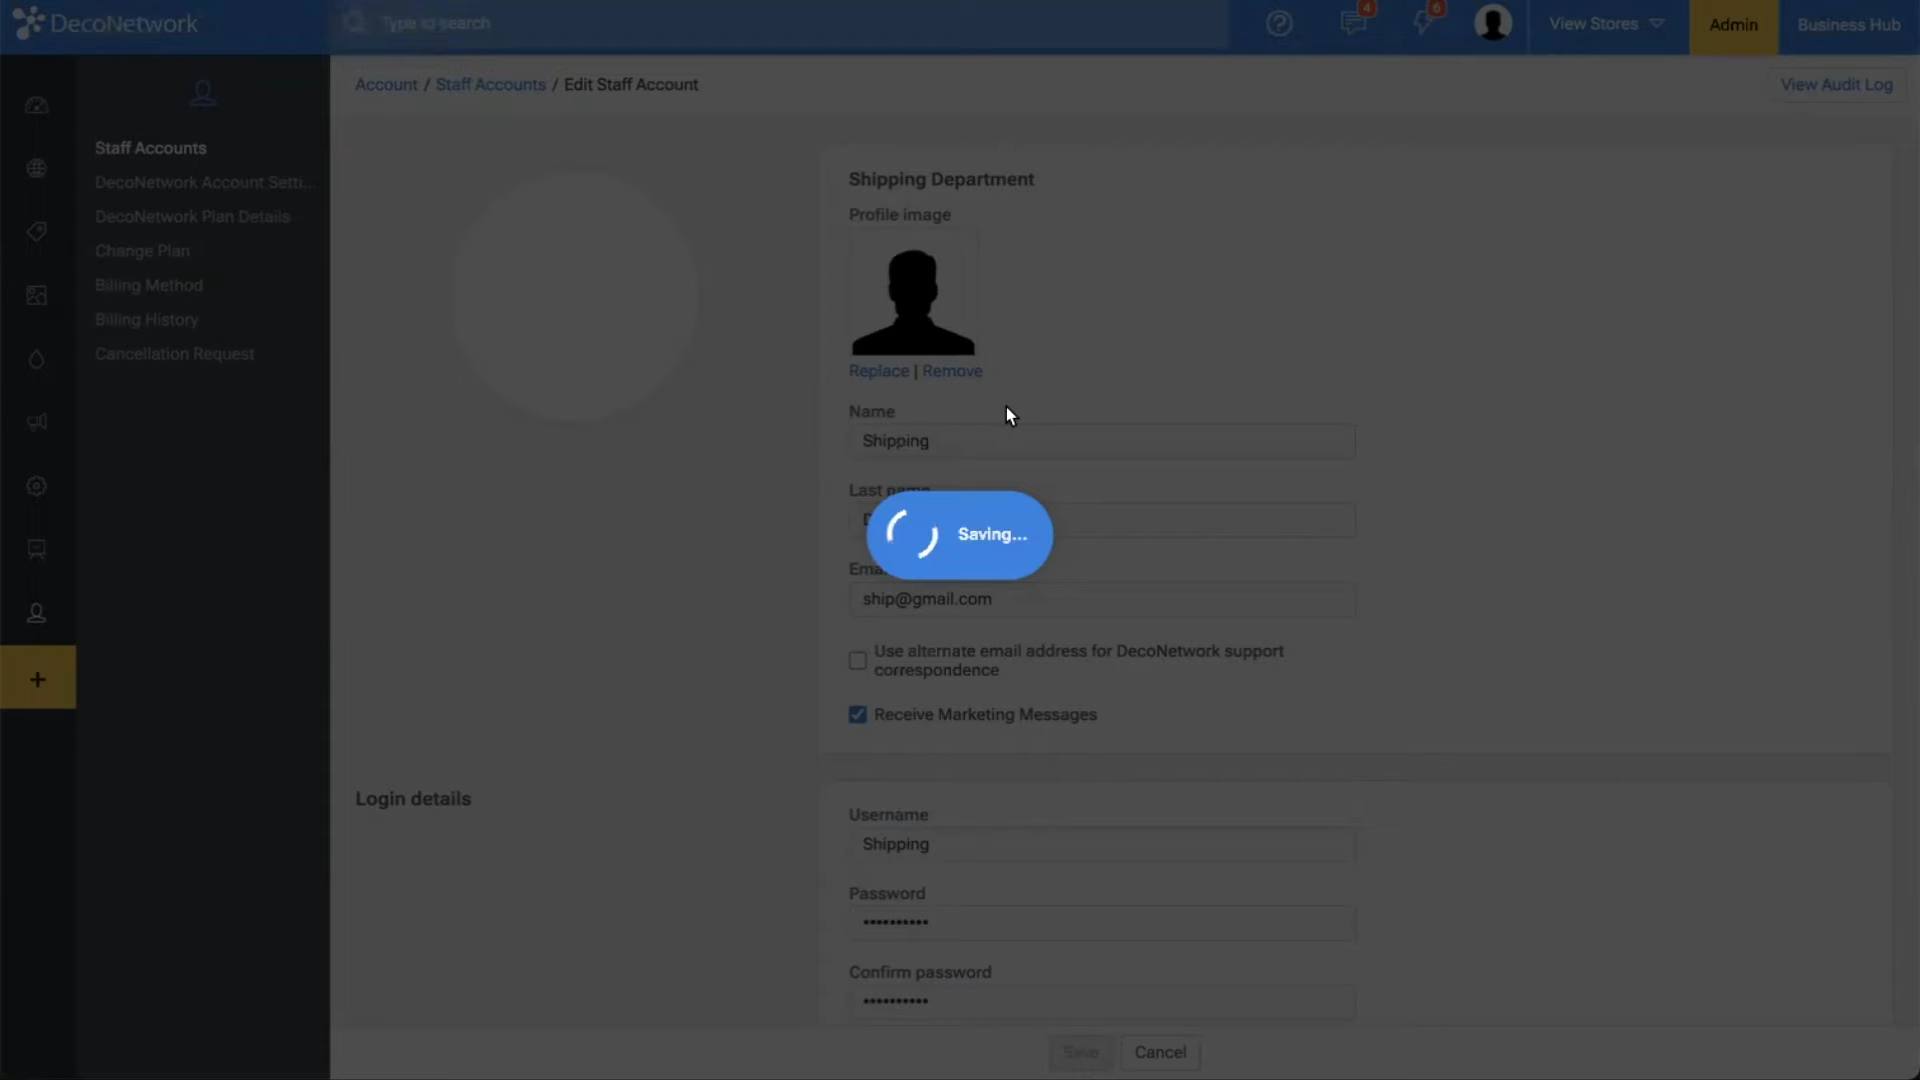 DecoNetwork
Type to search
4
6
View Stores
Admin
Business Hub
Account / Staff Accounts / Edit Staff Account
View Audit Log
Staff Accounts
DecoNetwork Account Setti...
DecoNetwork Plan Details
Change Plan
Billing Method
Billing History
Cancellation Request
Shipping Department
Profile image
Replace | Remove
Name
Shipping
Last name
Saving...
ship@gmail.com
Use alternate email address for DecoNetwork support
correspondence
Receive Marketing Messages
Login details
Username
Shipping
Password
••••••••••
Confirm password
••••••••••
Save
Cancel